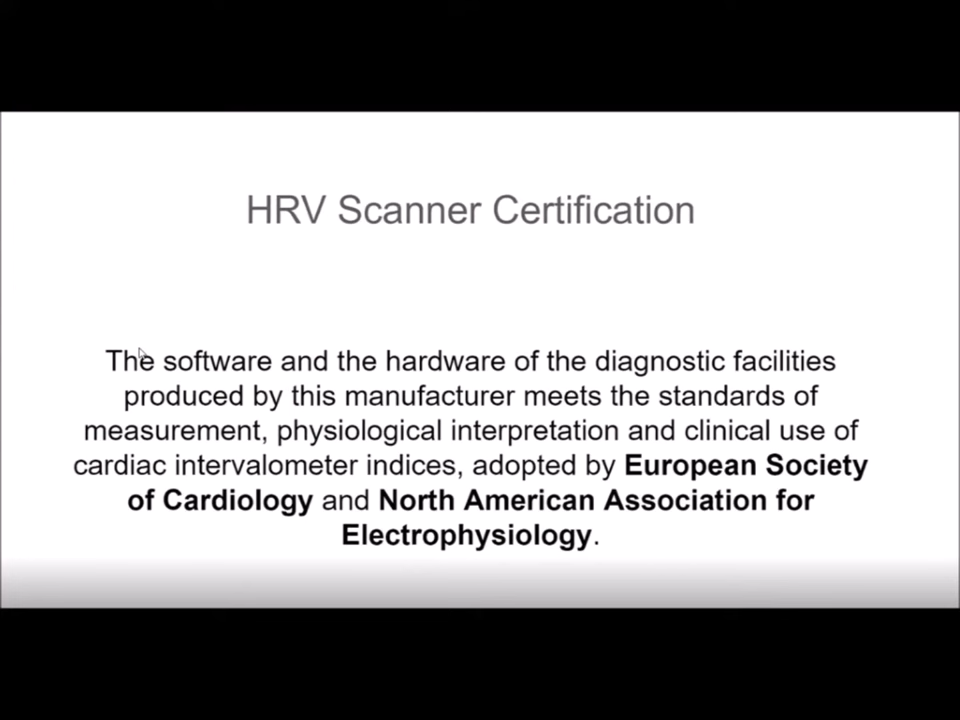 HRV Scanner Certification
The software and the hardware of the diagnostic facilities
produced by this manufacturer meets the standards of
measurement, physiological interpretation and clinical use of
cardiac intervalometer indices, adopted by European Society
of Cardiology and North American Association for
Electrophysiology.